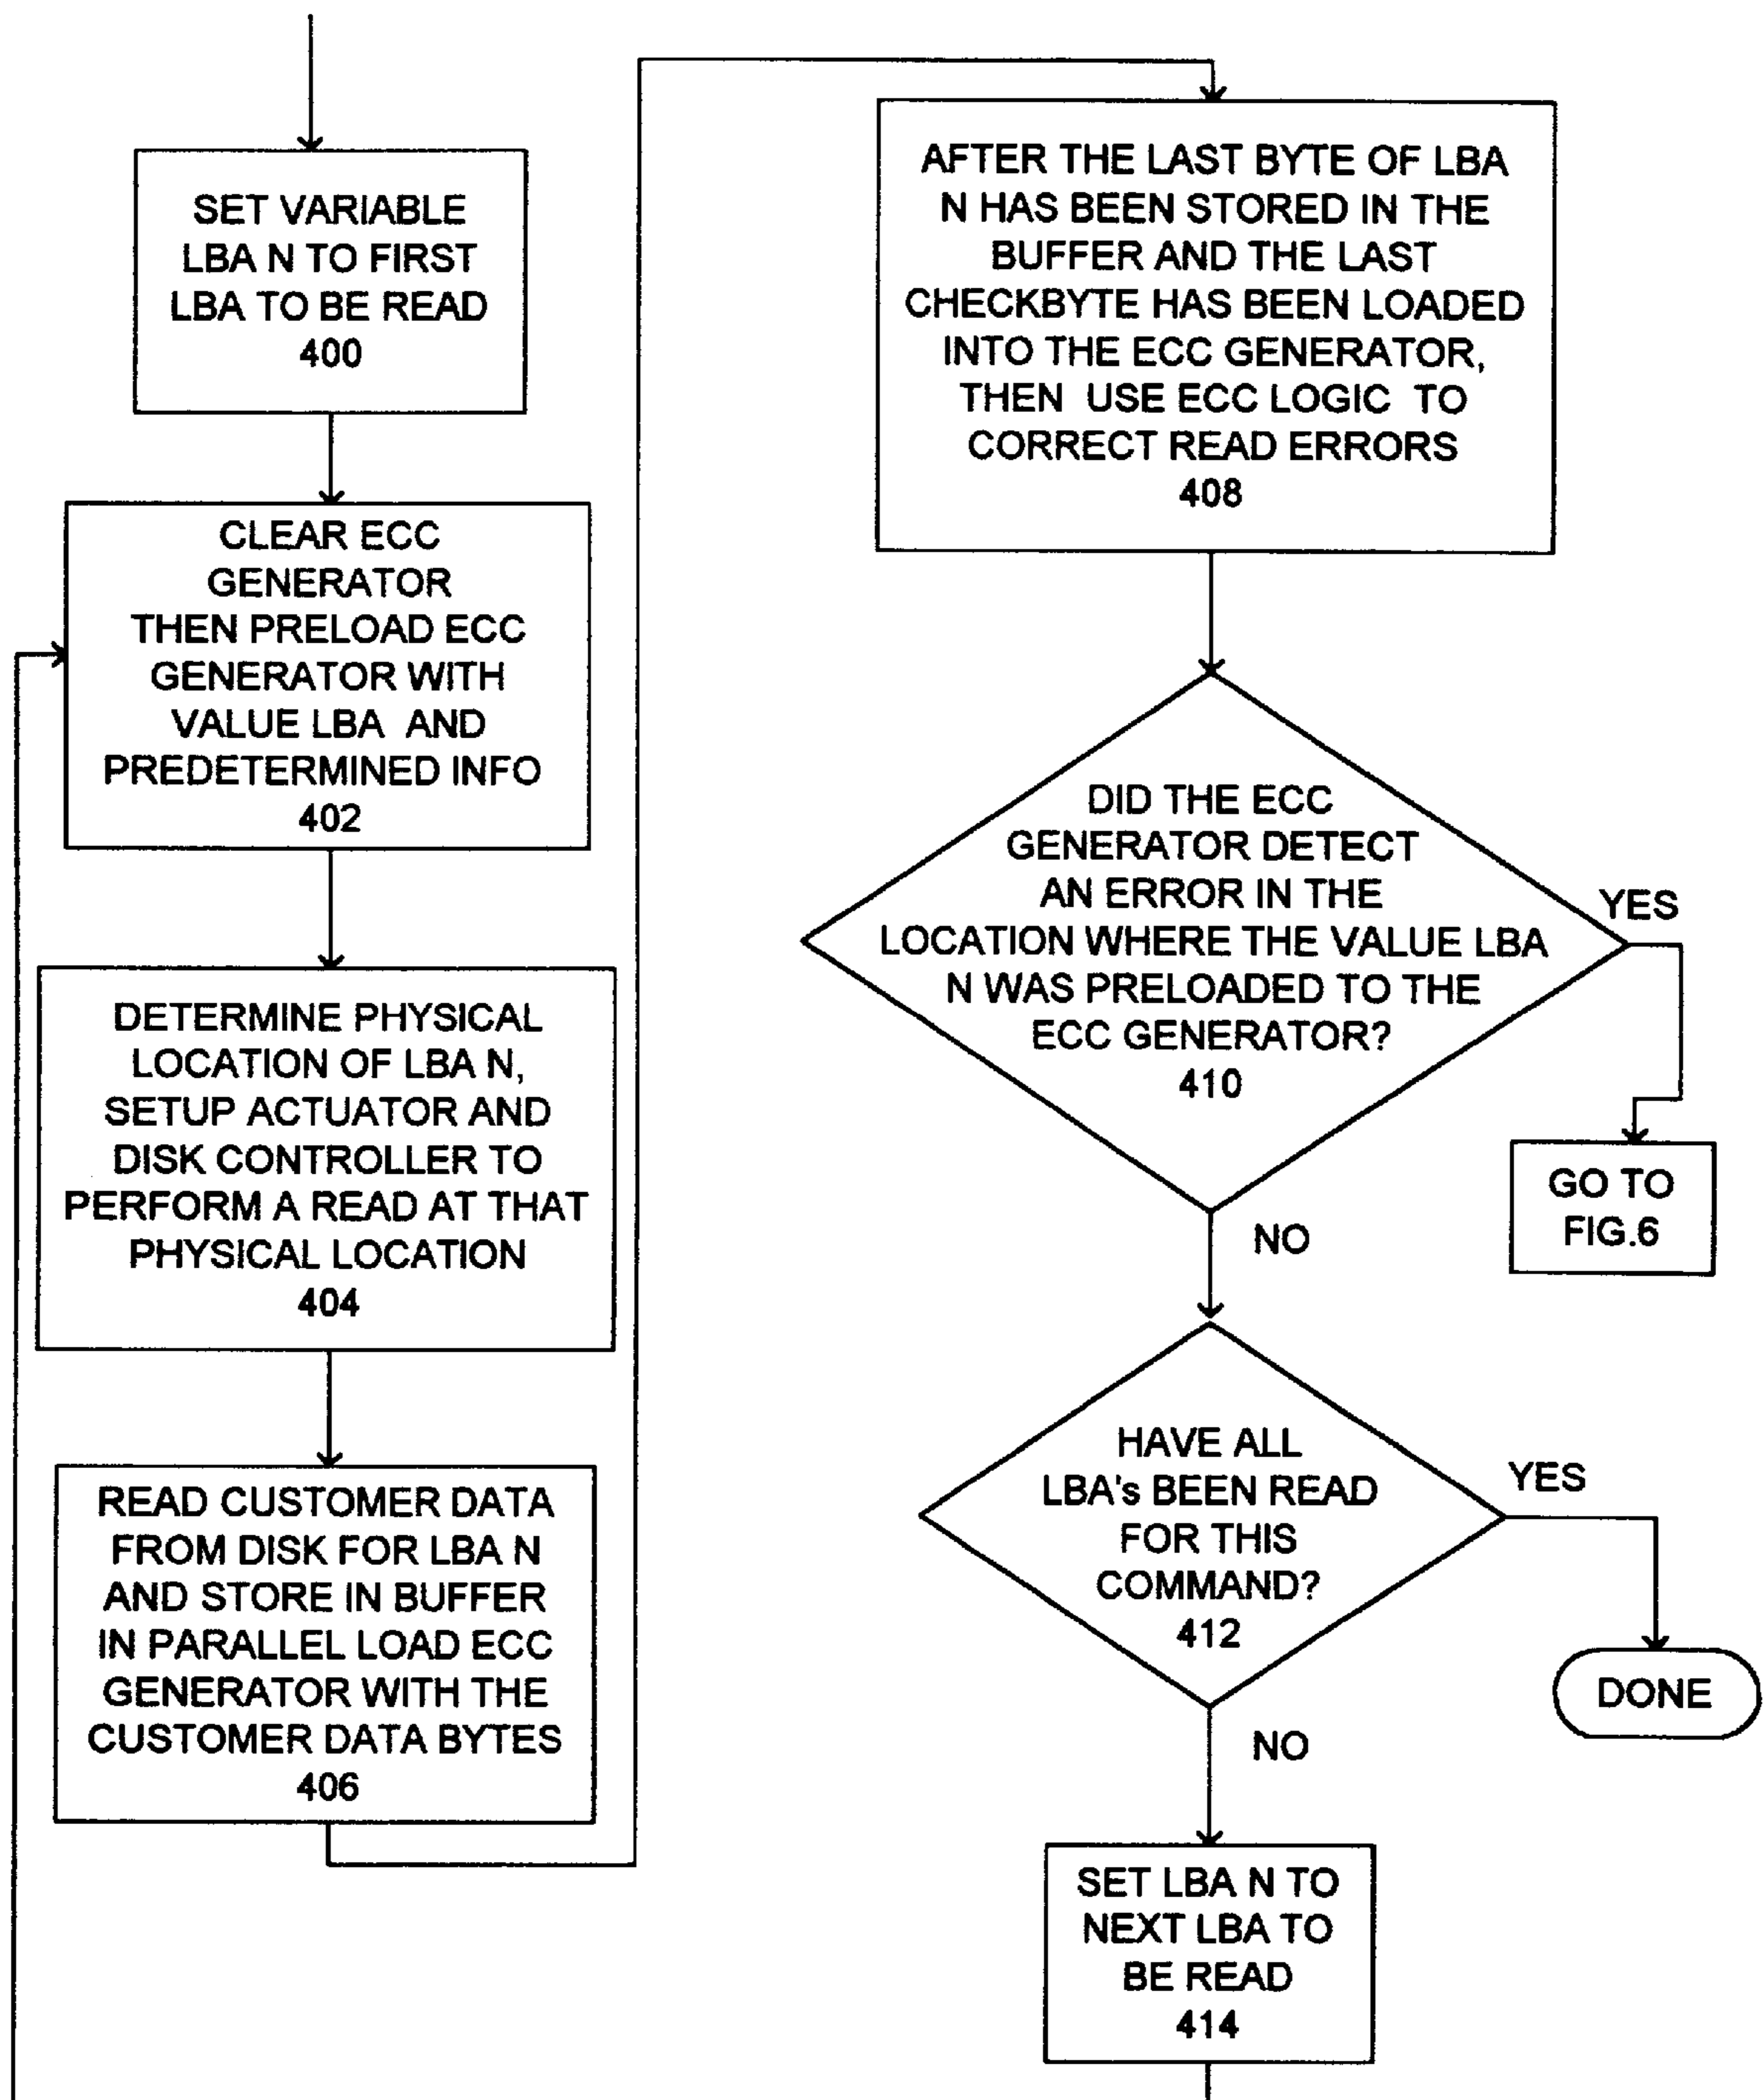 SET VARIABLE
LBA N TO FIRST
LBA TO BE READ
400
CLEAR ECC
GENERATOR
THEN PRELOAD ECC
GENERATOR WITH
VALUE LBA AND
PREDETERMINED INFO
402
DETERMINE PHYSICAL
LOCATION OF LBA N,
SETUP ACTUATOR AND
DISK CONTROLLER TO
PERFORM A READ AT THAT
PHYSICAL LOCATION
404
READ CUSTOMER DATA
FROM DISK FOR LBA N
AND STORE IN BUFFER
IN PARALLEL LOAD ECC
GENERATOR WITH THE
CUSTOMER DATA BYTES
406
AFTER THE LAST BYTE OF LBA
N HAS BEEN STORED IN THE
BUFFER AND THE LAST
CHECKBYTE HAS BEEN LOADED
INTO THE ECC GENERATOR,
THEN USE ECC LOGIC TO
CORRECT READ ERRORS
408
DID THE ECC
GENERATOR DETECT
AN ERROR IN THE
LOCATION WHERE THE VALUE LBA
N WAS PRELOADED TO THE
ECC GENERATOR?
410
YES
GO TO
FIG.6
NO
HAVE ALL
LBA's BEEN READ
FOR THIS
COMMAND?
412
YES
DONE
NO
SET LBA N TO
NEXT LBA TO
BE READ
414